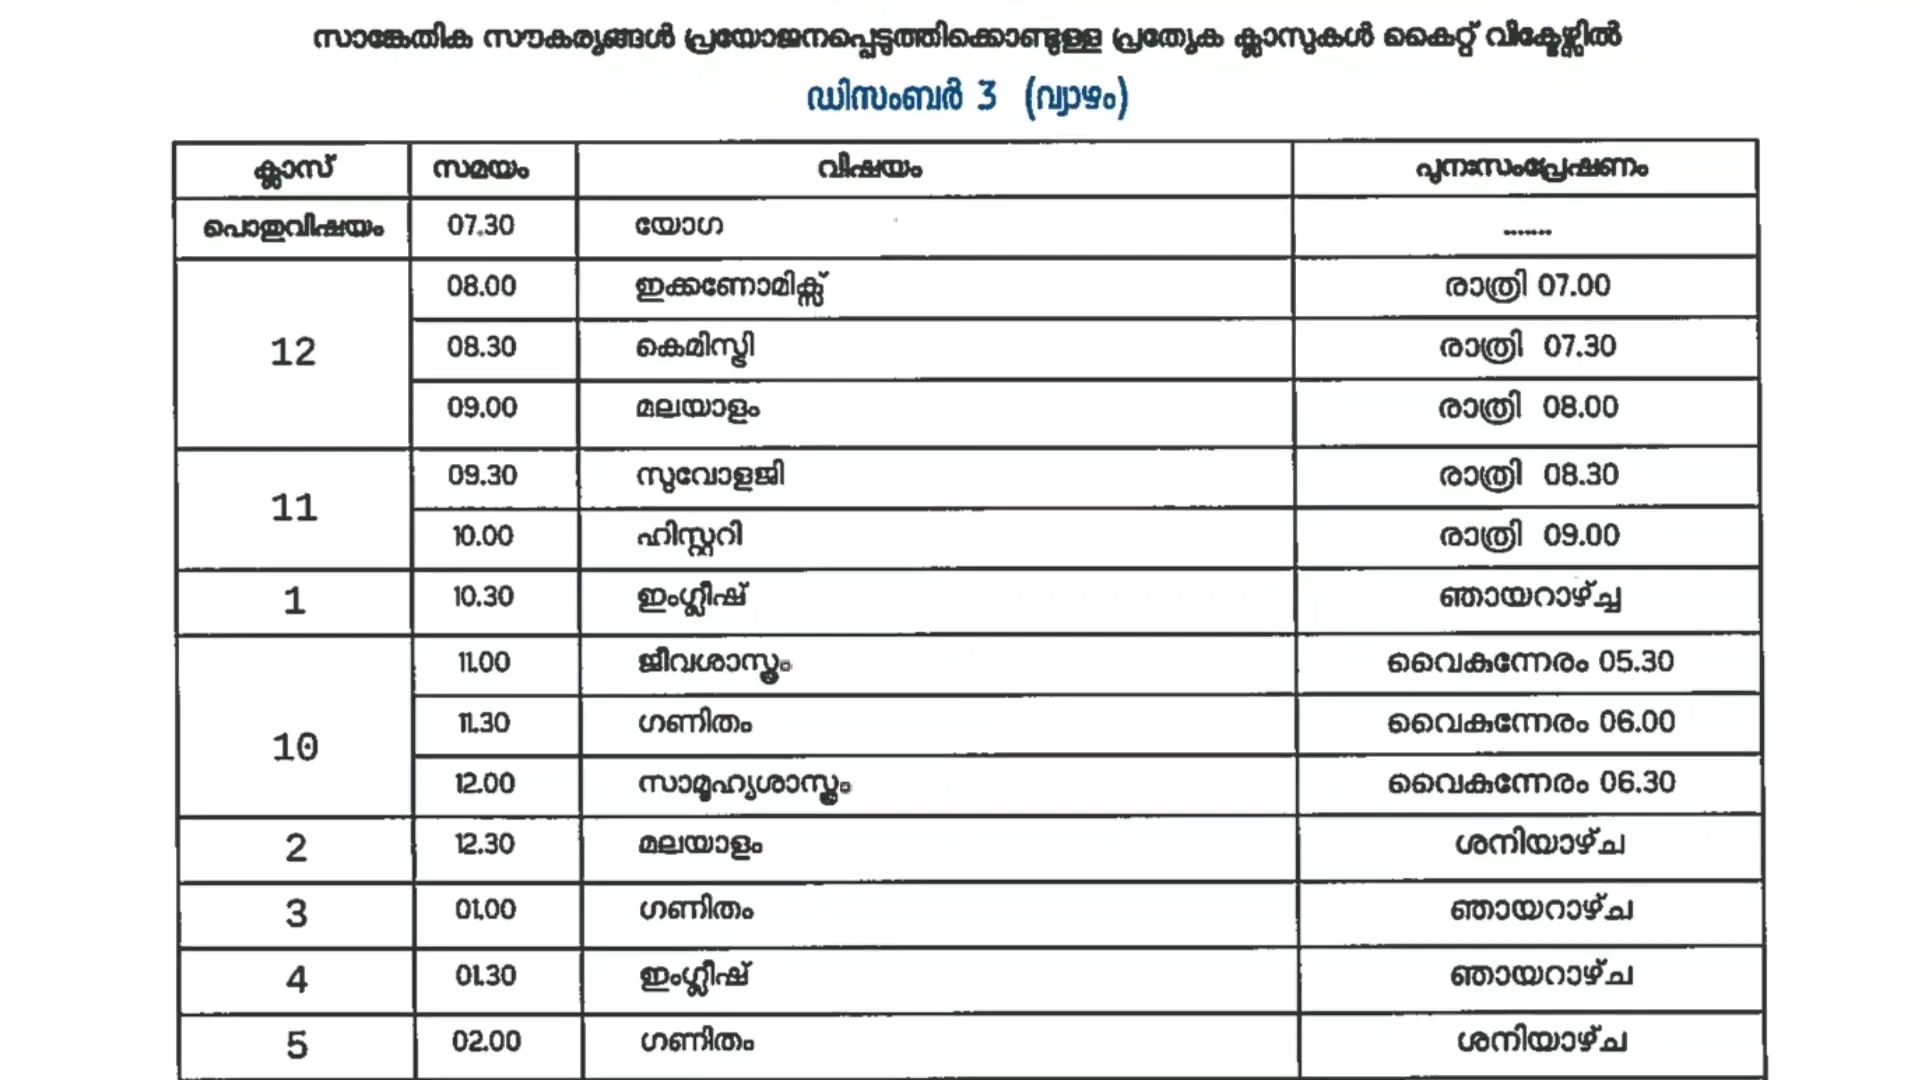 സാങ്കേതിക സൗകര്യങ്ങൾ പ്രയോജനപ്പെടുത്തിക്കൊണ്ടുള്ള പ്രത്യേക ക്ലാസുകൾ കൈറ്റ് വിക്ടേഴ്സിൽ
ഡിസംബർ 3 (വ്യാഴം)
ക്ലാസ് സമയം വിഷയം പുനഃസംപ്രേഷണം
പൊതുവിഷയം 07.30 യോഗ .......
12 08.00 ഇക്കണോമിക്സ് രാത്രി 07.00
08.30 കെമിസ്ട്രി രാത്രി 07.30
09.00 മലയാളം രാത്രി 08.00
11 09.30 സുവോളജി രാത്രി 08.30
10.00 ഹിസ്റ്ററി രാത്രി 09.00
1 10.30 ഇംഗ്ലീഷ് ഞായറാഴ്ച്ച
10 11.00 ജീവശാസ്ത്രം വൈകുന്നേരം 05.30
11.30 ഗണിതം വൈകുന്നേരം 06.00
12.00 സാമൂഹ്യശാസ്ത്രം വൈകുന്നേരം 06.30
2 12.30 മലയാളം ശനിയാഴ്ച
3 01.00 ഗണിതം ഞായറാഴ്ച
4 01.30 ഇംഗ്ലീഷ് ഞായറാഴ്ച
5 02.00 ഗണിതം ശനിയാഴ്ച